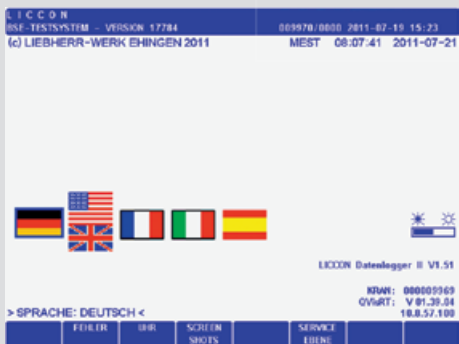 LICCON
BSE-TESTSYSTEM - VERSION 17784 009970/0000 2011-07-19 15:23
(c) LIEBHERR-WERK EHINGEN 2011 MEST 08:07:41 2011-07-21
LICCON Datenlogger II V1.51
KRAN: 000009969
QVisRT: V 01.39.04
10.0.57.100
> SPRACHE: DEUTSCH <
FEHLER UHR SCREEN SHOTS SERVICE EBENE